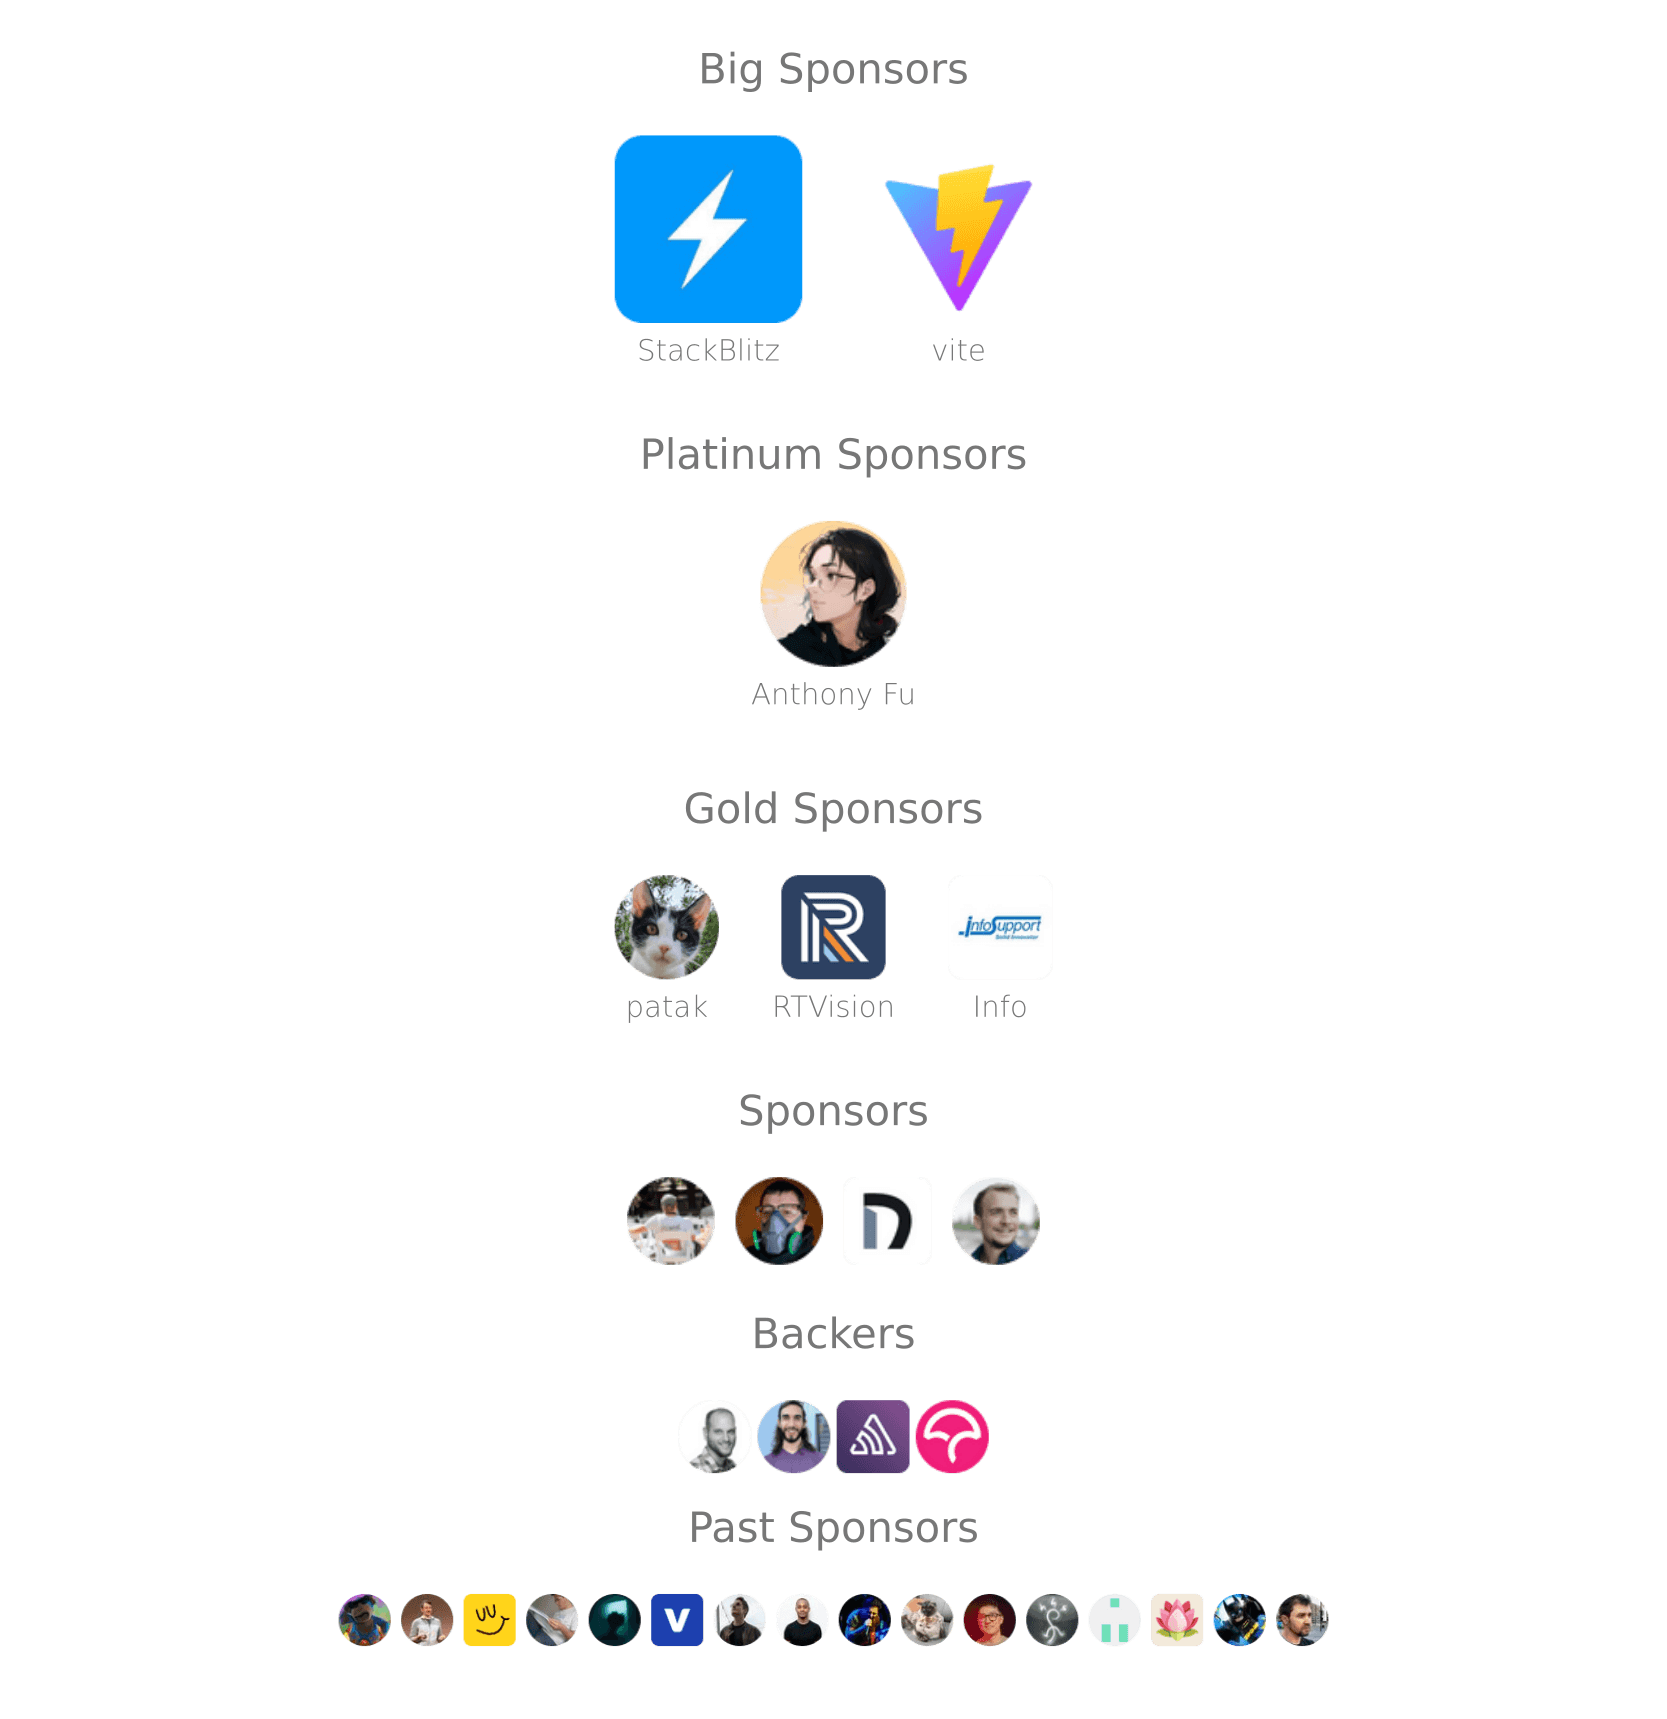 Big Sponsors
StackBlitz
vite
Platinum Sponsors
Anthony Fu
Gold Sponsors
infoSupport
patak
RTVision
Info
Sponsors
Backers
Past Sponsors
V